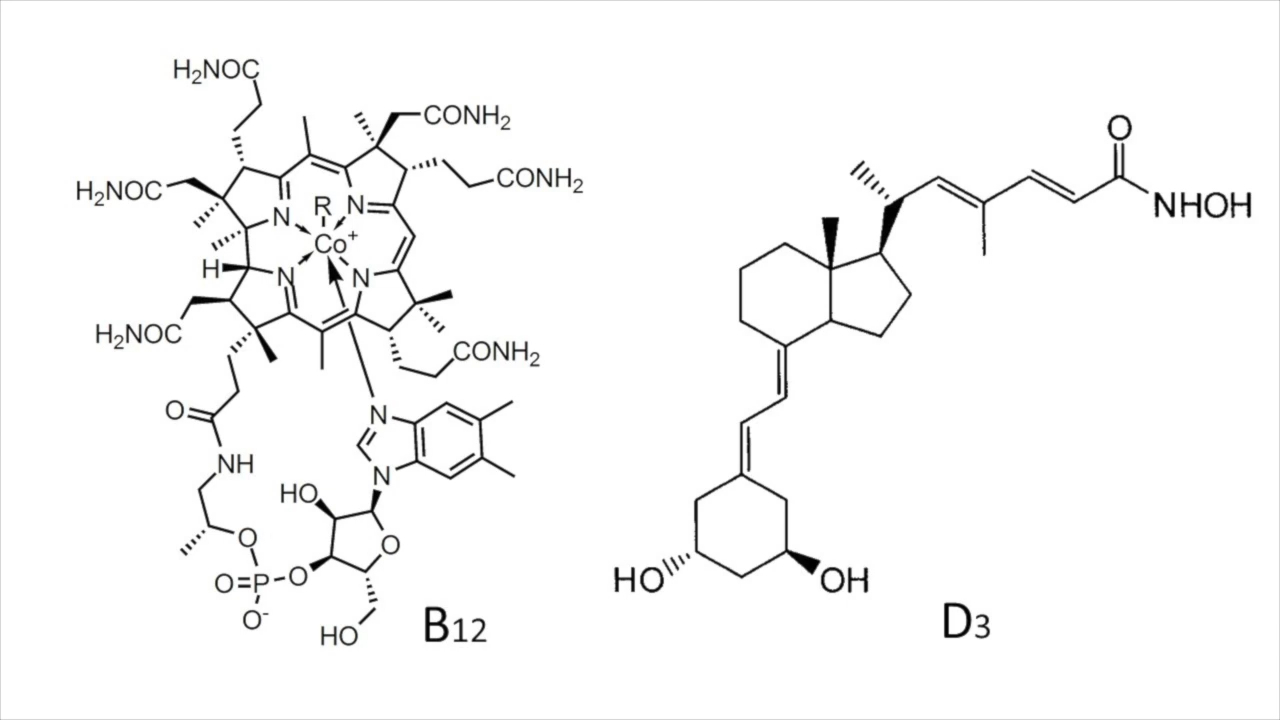 H₂NOC
CONH₂
H₂NOC
CONH₂
R
N
N
Co⁺
H
N
N
H₂NOC
CONH₂
O
N
NH
N
HO
O
O
O=P-O
O⁻
HO
B₁₂
O
NHOH
HO
OH
D₃